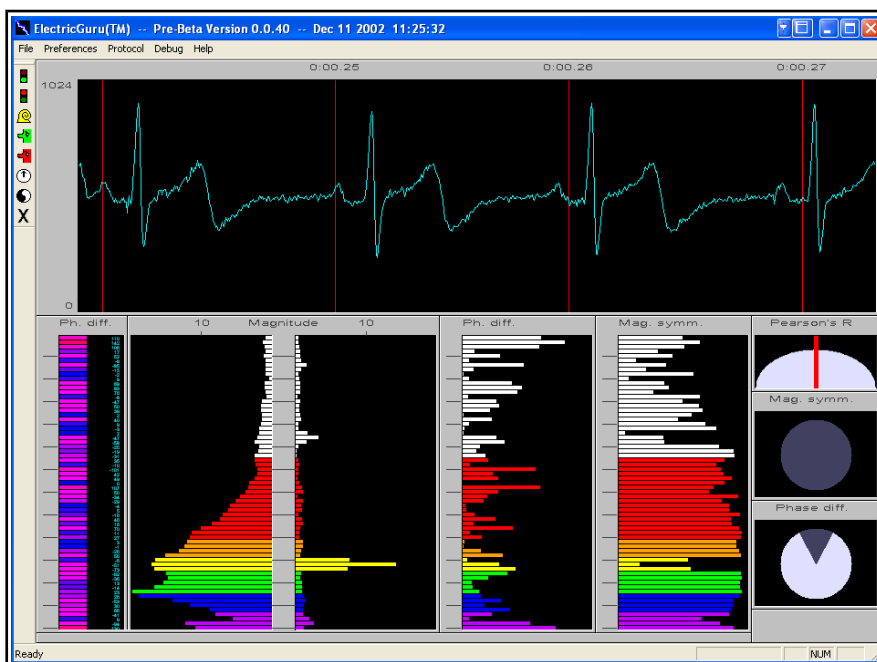 ElectricGuru(TM) -- Pre-Beta Version 0.0.40 -- Dec 11 2002 11:25:32
File Preferences Protocol Debug Help
0:00.25 0:00.26 0:00.27
1024
X
0
Ph. diff. 10 Magnitude 10 Ph. diff. Mag. symm. Pearson's R
Mag. symm.
Phase diff.
Ready NUM